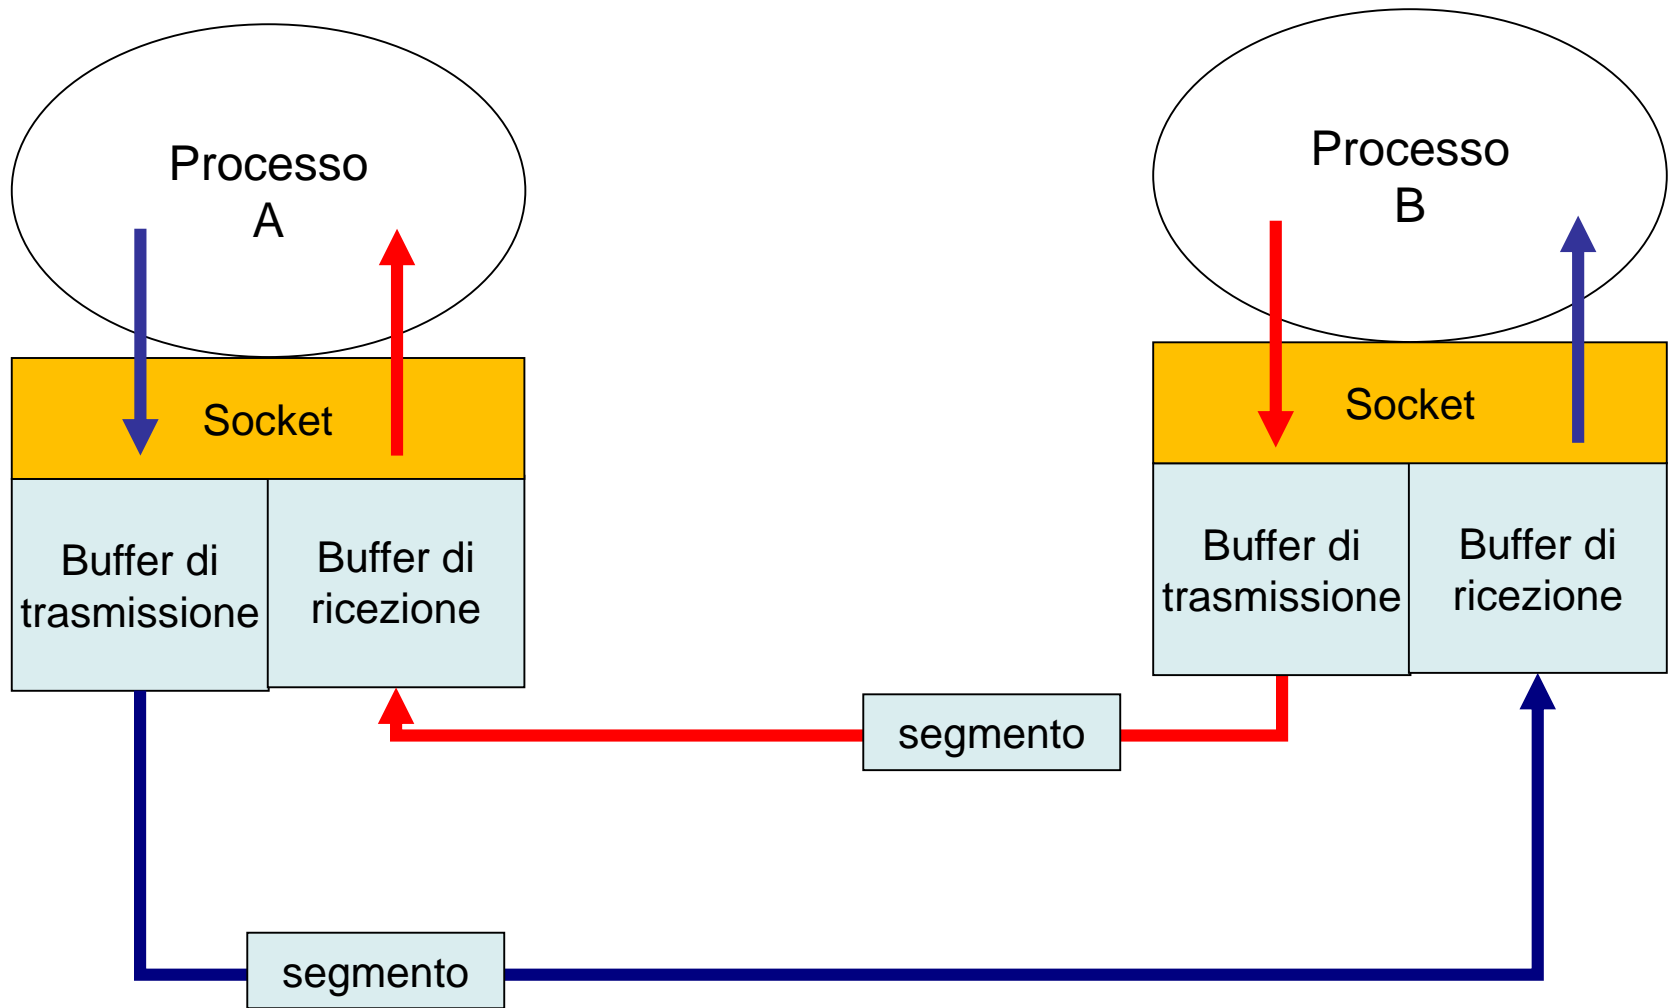 Processo
A
Processo
B
Socket
Socket
Buffer di
trasmissione
Buffer di
ricezione
Buffer di
trasmissione
Buffer di
ricezione
segmento
segmento